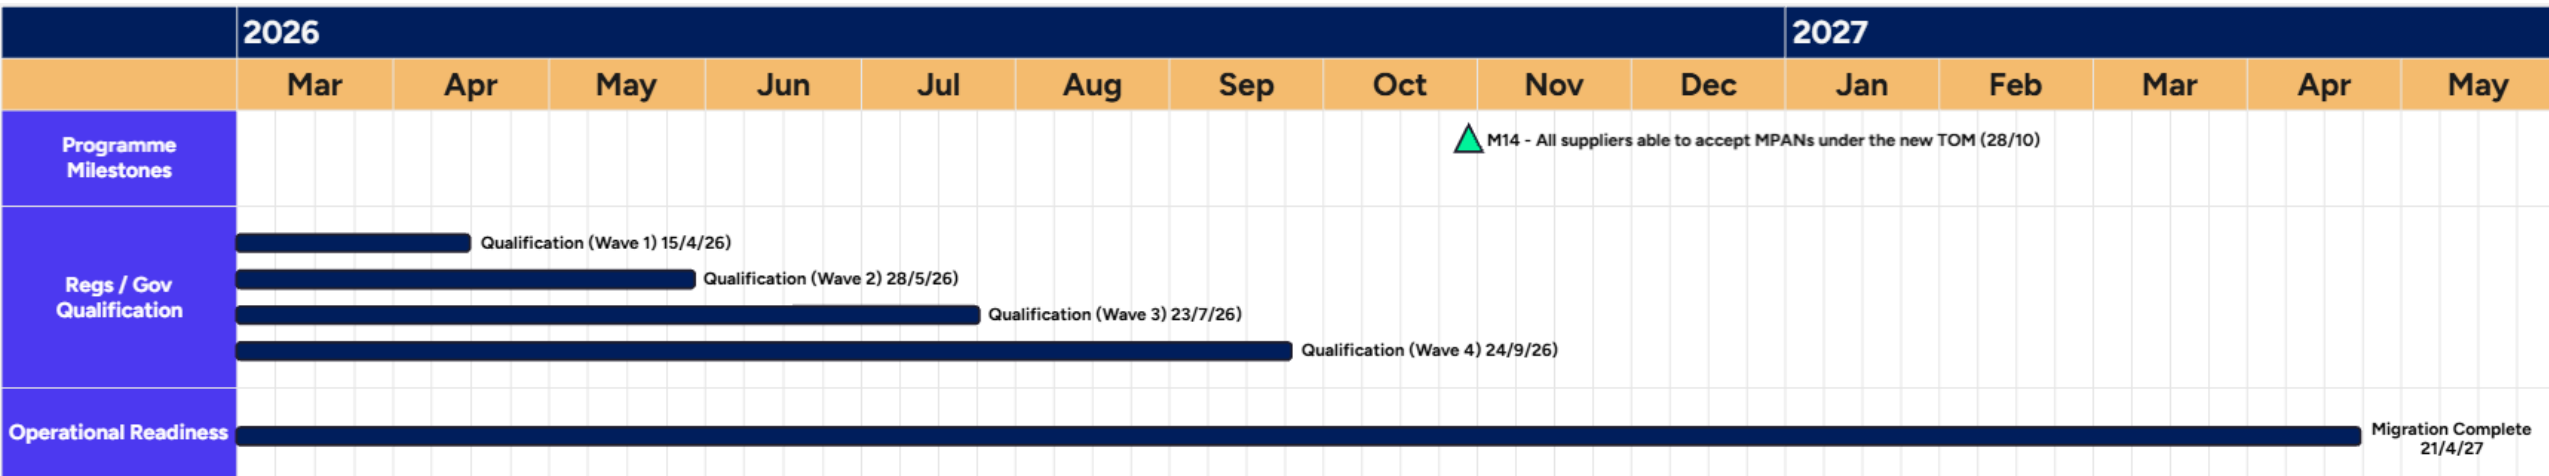 2026
2027
Mar
Apr
May
Jun
Jul
Aug
Sep
Oct
Nov
Dec
Jan
Feb
Mar
Apr
May
Programme
Milestones
M14 - All suppliers able to accept MPANs under the new TOM (28/10)
Regs / Gov
Qualification
Qualification (Wave 1) 15/4/26)
Qualification (Wave 2) 28/5/26)
Qualification (Wave 3) 23/7/26)
Qualification (Wave 4) 24/9/26)
Operational Readiness
Migration Complete
21/4/27